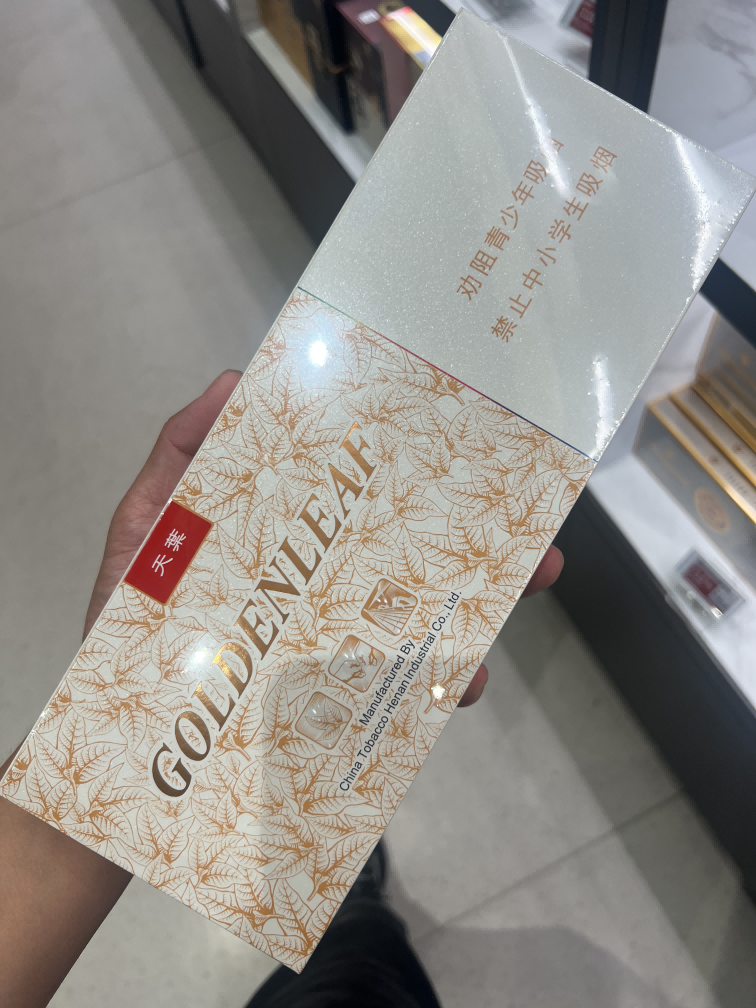 劝阻青少年吸烟
禁止中小学生吸烟
天葉
GOLDENLEAF
Manufactured By
China Tobacco Henan Industrial Co., Ltd.